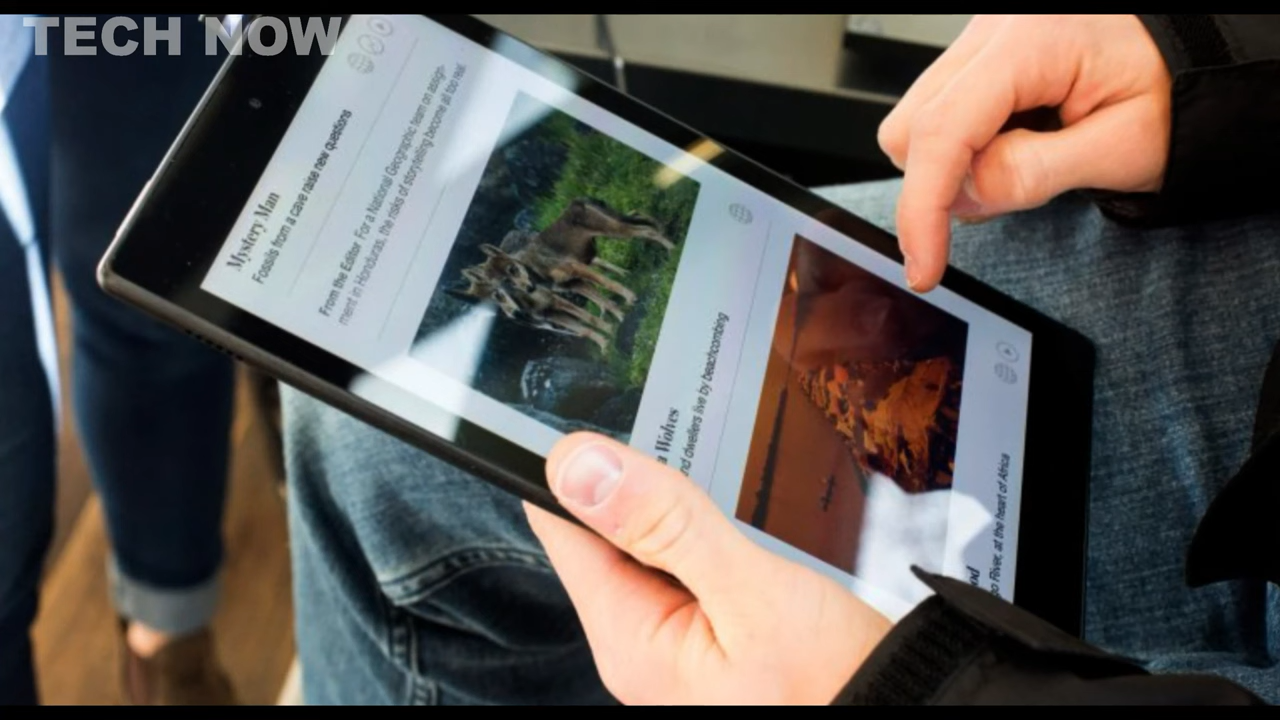 TECH NOW
Mystery Man
Fossils from a cave raise new questions
From the Editor For a National Geographic team on assign-
ment in Honduras, the risks of storytelling become all too real.
Wolves
dwellers live by beachcombing
River, at the heart of Africa